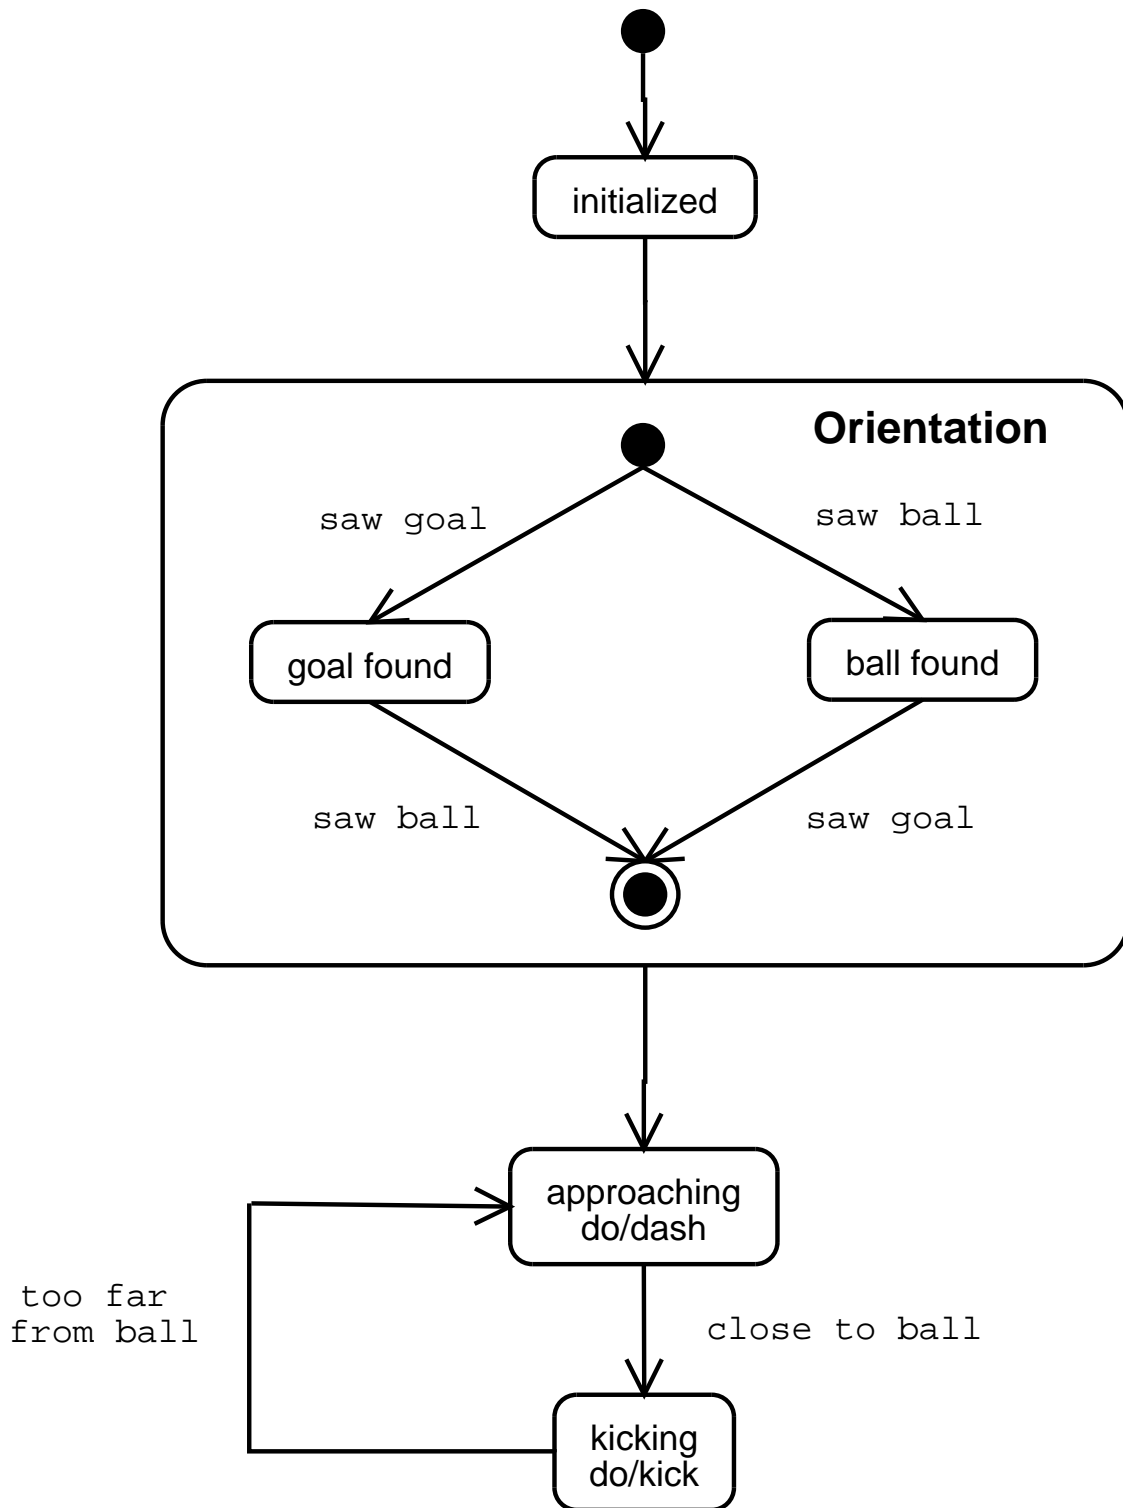 initialized
Orientation
saw goal
saw ball
goal found
ball found
saw ball
saw goal
approaching
do/dash
too far
from ball
close to ball
kicking
do/kick